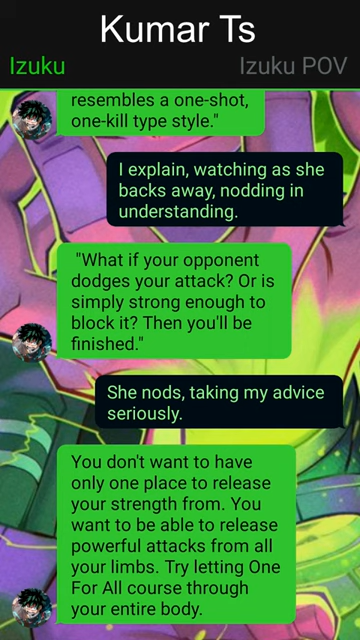 Kumar Ts
Izuku
Izuku POV
resembles a one-shot,
one-kill type style."
I explain, watching as she
backs away, nodding in
understanding.
"What if your opponent
dodges your attack? Or is
simply strong enough to
block it? Then you'll be
finished."
She nods, taking my advice
seriously.
You don't want to have
only one place to release
your strength from. You
want to be able to release
powerful attacks from all
your limbs. Try letting One
For All course through
your entire body.